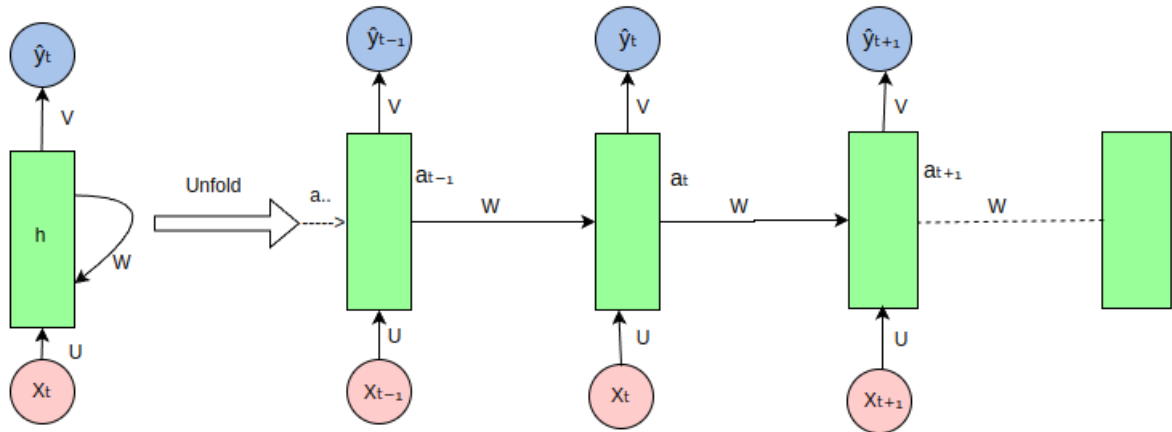 ŷt
ŷt−1
ŷt
ŷt+1
V
V
V
V
Unfold
a..
at−1
at
at+1
h
W
W
W
W
U
U
U
U
Xt
Xt−1
Xt
Xt+1